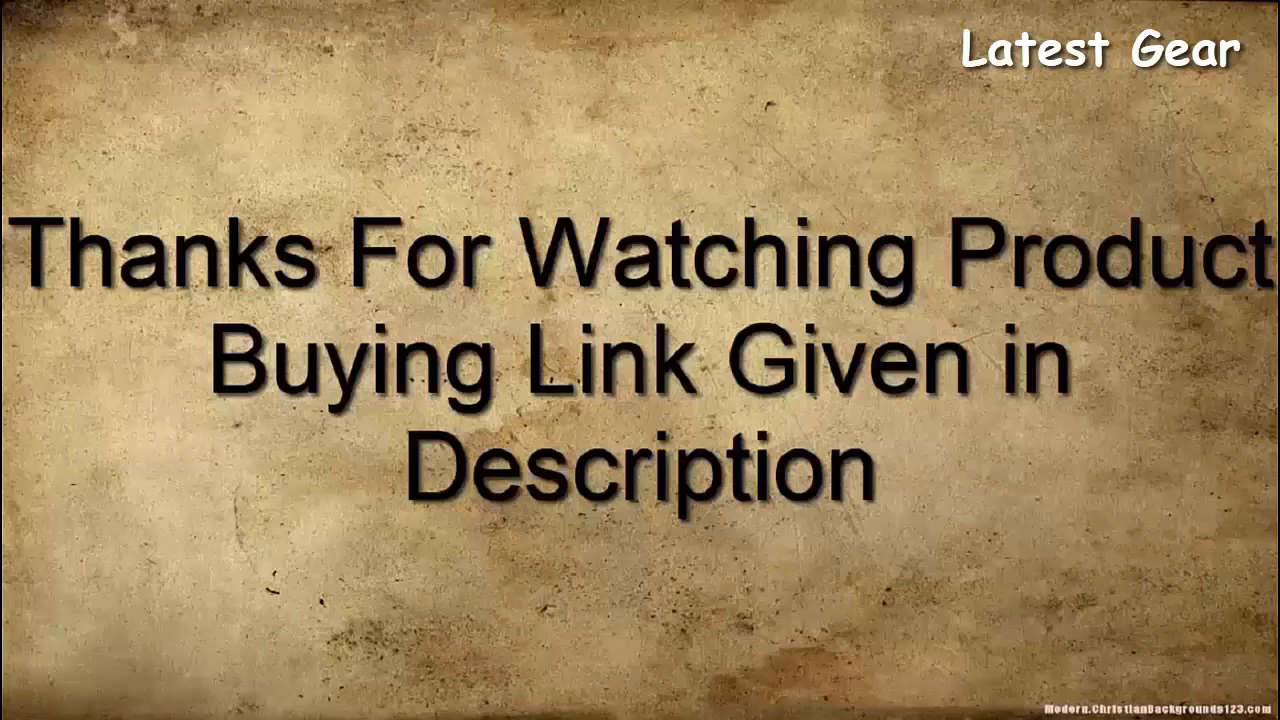 Latest Gear
Thanks For Watching Product
Buying Link Given in
Description
Modern.ChristianBackgrounds123.com